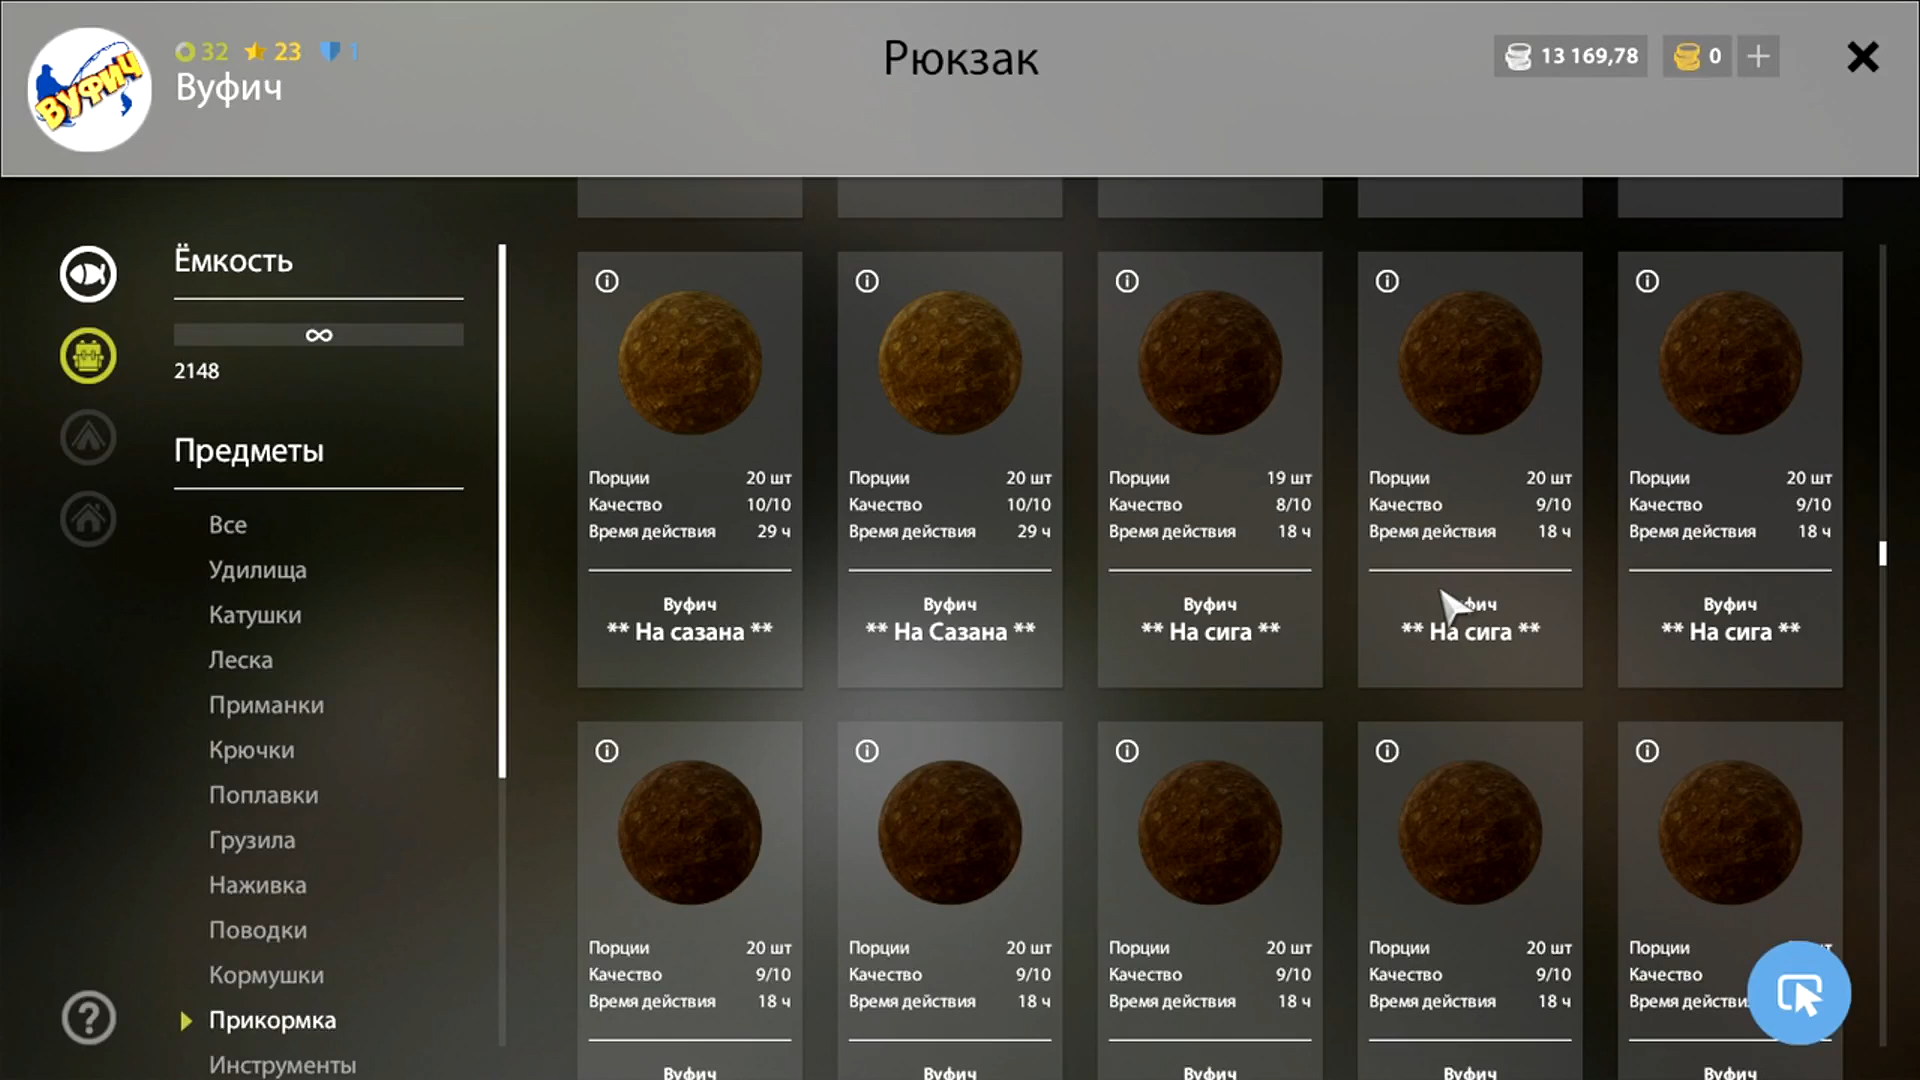 ВУФИЧ
32 23 1
Вуфич
Рюкзак
13 169,78
0
Ёмкость
∞
2148
Предметы
Все
Удилища
Катушки
Леска
Приманки
Крючки
Поплавки
Грузила
Наживка
Поводки
Кормушки
Прикормка
Инструменты
Порции 20 шт
Качество 10/10
Время действия 29 ч
Вуфич
** На сазана **
Порции 20 шт
Качество 10/10
Время действия 29 ч
Вуфич
** На Сазана **
Порции 19 шт
Качество 8/10
Время действия 18 ч
Вуфич
** На сига **
Порции 20 шт
Качество 9/10
Время действия 18 ч
** На сига **
Порции 20 шт
Качество 9/10
Время действия 18 ч
Вуфич
** На сига **
Порции 20 шт
Качество 9/10
Время действия 18 ч
Вуфич
Порции 20 шт
Качество 9/10
Время действия 18 ч
Вуфич
Порции 20 шт
Качество 9/10
Время действия 18 ч
Вуфич
Порции 20 шт
Качество 9/10
Время действия 18 ч
Вуфич
Порции
Качество
Время
Вуфич